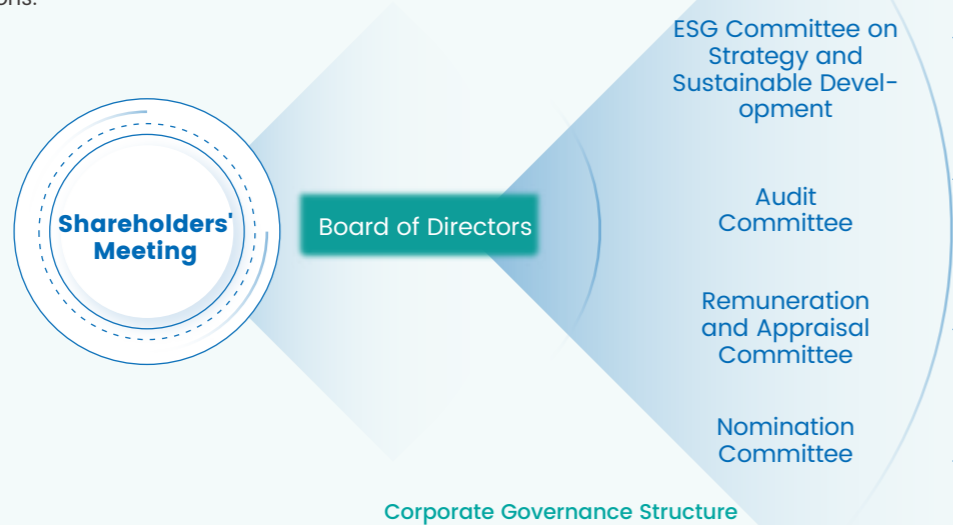 ons.
Shareholders'
Meeting
Board of Directors
ESG Committee on
Strategy and
Sustainable Devel-
opment
Audit
Committee
Remuneration
and Appraisal
Committee
Nomination
Committee
Corporate Governance Structure